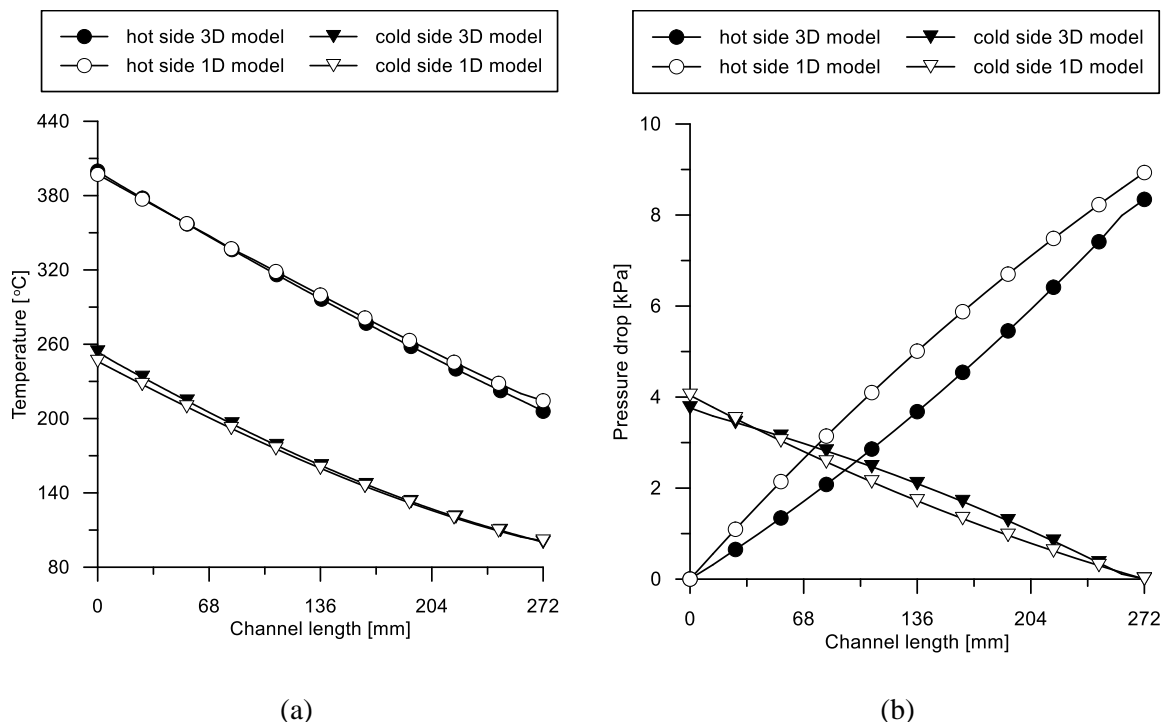 hot side 3D model cold side 3D model
hot side 1D model cold side 1D model
440
380
320
260
200
140
80
Temperature [°C]
0 68 136 204 272
Channel length [mm]
(a)
hot side 3D model cold side 3D model
hot side 1D model cold side 1D model
10
8
6
4
2
0
Pressure drop [kPa]
0 68 136 204 272
Channel length [mm]
(b)